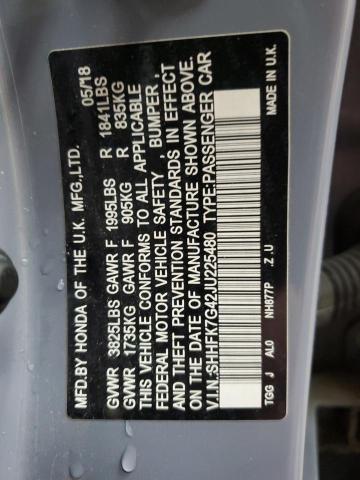 MFD.BY HONDA OF THE U.K. MFG.,LTD. 05/18
GVWR 3825LBS GAWR F 1995LBS R 1841LBS
GVWR 1735KG GAWR F 905KG R 835KG
THIS VEHICLE CONFORMS TO ALL APPLICABLE
FEDERAL MOTOR VEHICLE SAFETY , BUMPER ,
AND THEFT PREVENTION STANDARDS IN EFFECT
ON THE DATE OF MANUFACTURE SHOWN ABOVE.
V.I.N.:SHHFK7G42JU225480 TYPE:PASSENGER CAR
TGG J AL0 NH877P Z.U MADE IN U.K.